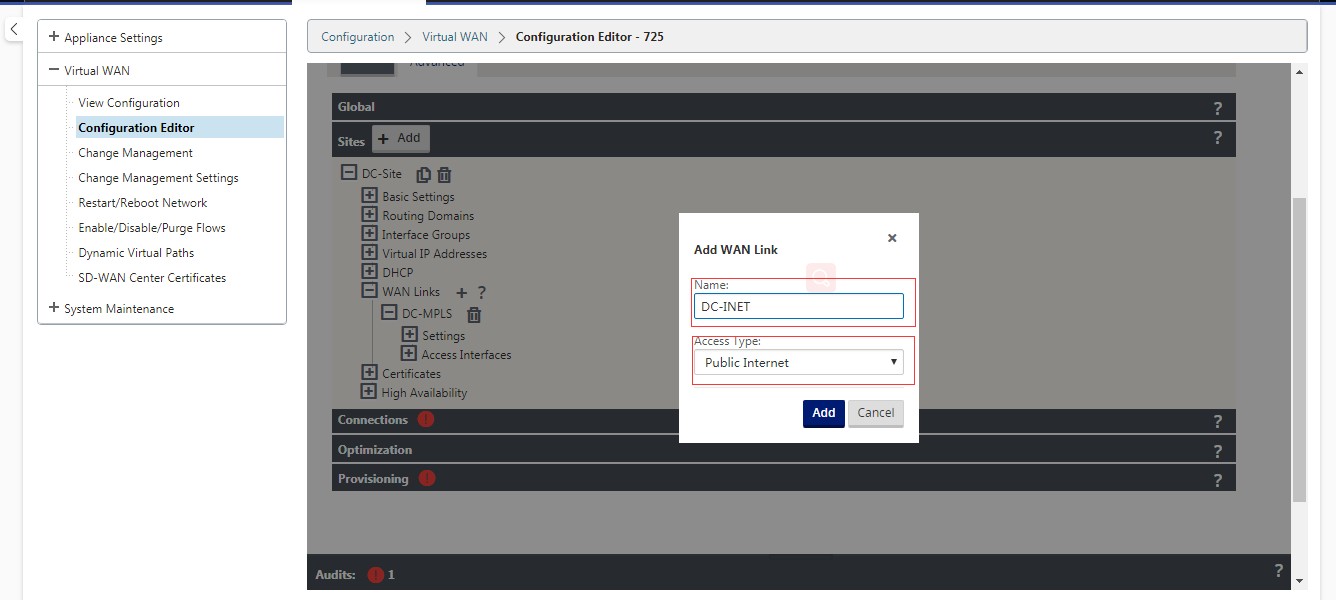 Appliance Settings
Virtual WAN
View Configuration
Configuration Editor
Change Management
Change Management Settings
Restart/Reboot Network
Enable/Disable/Purge Flows
Dynamic Virtual Paths
SD-WAN Center Certificates
System Maintenance
Configuration > Virtual WAN > Configuration Editor - 725
Advanced
Global ?
Sites + Add ?
DC-Site
Basic Settings
Routing Domains
Interface Groups
Virtual IP Addresses
DHCP
WAN Links + ?
DC-MPLS
Settings
Access Interfaces
Certificates
High Availability
Connections ! ?
Optimization ?
Provisioning ! ?
Audits: ! 1 ?
Add WAN Link ×
Name:
DC-INET
Access Type:
Public Internet
Add Cancel